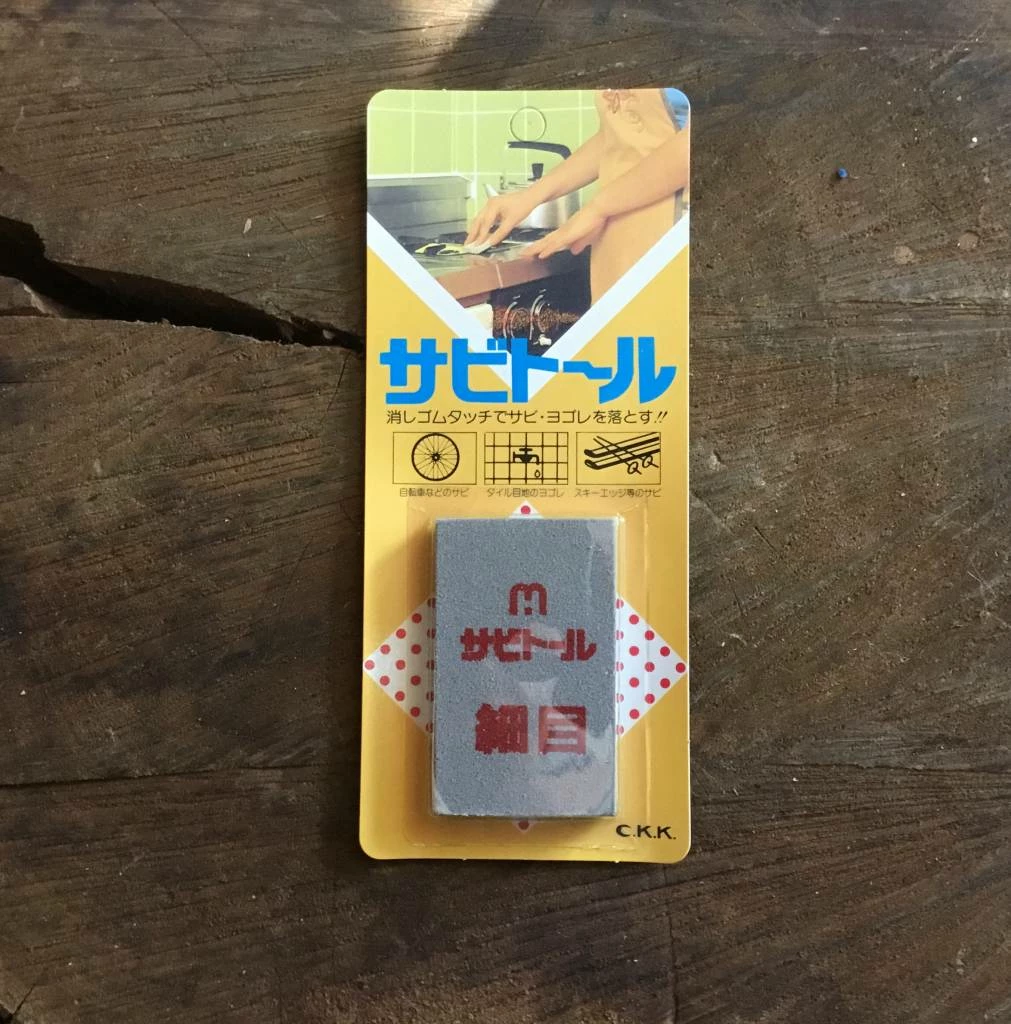 サビトール
消しゴムタッチでサビ・ヨゴレを落とす!!
自転車などのサビ
タイル目地のヨゴレ
スキーエッジ等のサビ
サビトール
細目
C.K.K.